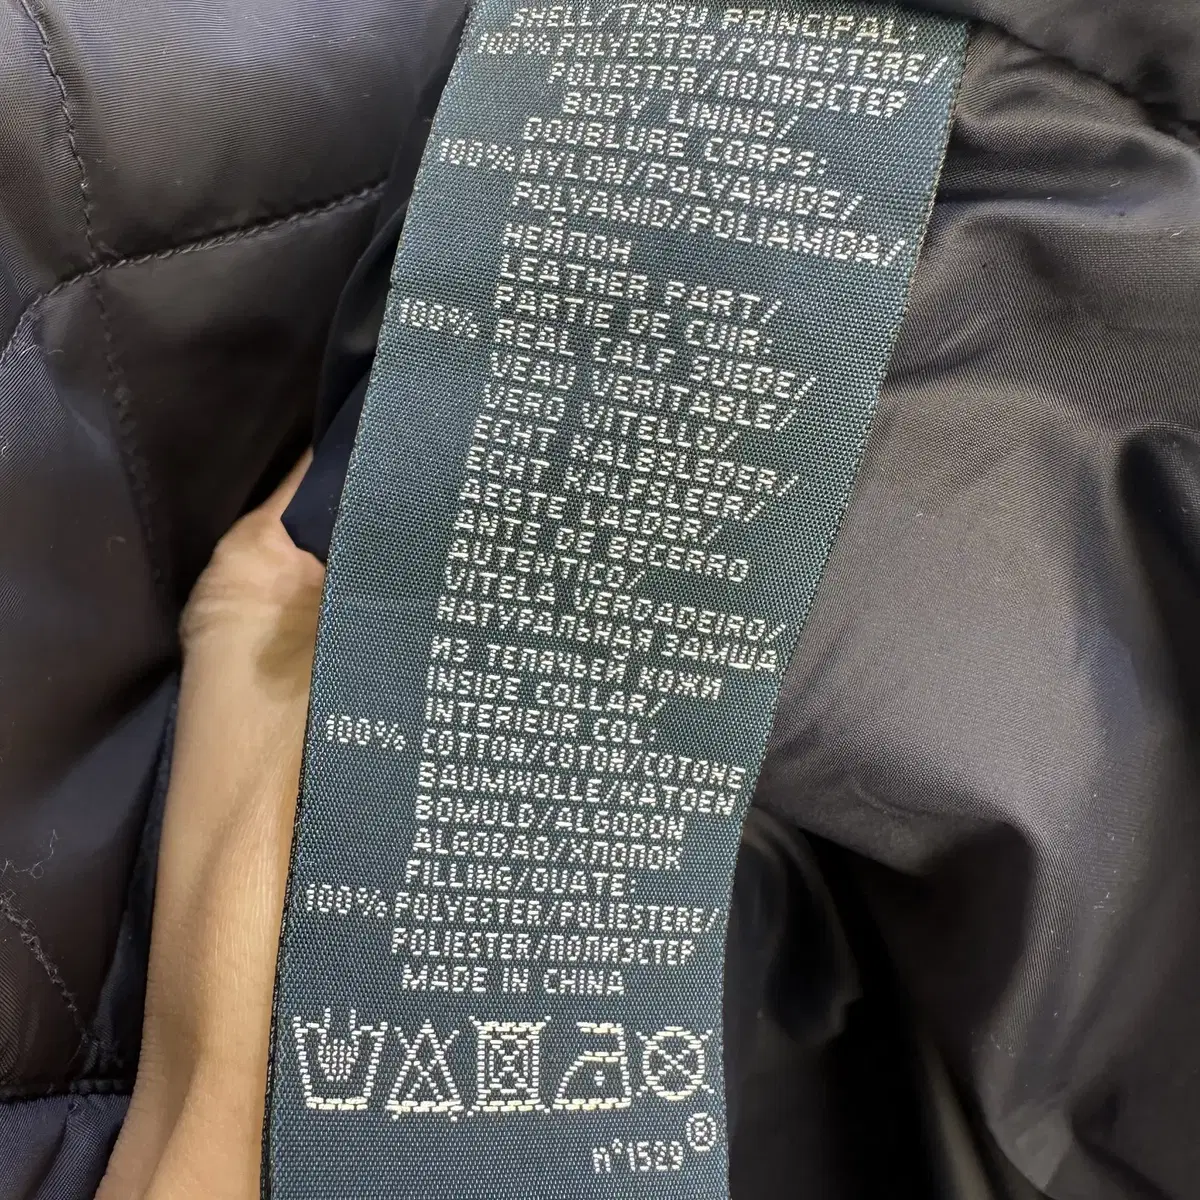 SHELL/TISSU PRINCIPAL:
100% POLYESTER/POLIESTERE/
POLIESTER/ПОЛИЭСТЕР
BODY LINING/
DOUBLURE CORPS:
100% NYLON/POLYAMIDE/
POLYAMID/POLIAMIDA/
НЕЙЛОН
LEATHER PART/
PARTIE DE CUIR:
100% REAL CALF SUEDE/
VEAU VERITABLE/
VERO VITELLO/
ECHT KALBSLEDER/
ECHT KALFSLEER/
AEGTE LAEDER/
ANTE DE BECERRO
AUTENTICO/
VITELA VERDADEIRO/
НАТУРАЛЬНАЯ ЗАМША
ИЗ ТЕЛЯЧЬЕЙ КОЖИ
INSIDE COLLAR/
INTERIEUR COL:
100% COTTON/COTON/COTONE
BAUMWOLLE/KATOEN
BOMULD/ALGODON
ALGODAO/ХЛОПОК
FILLING/OUATE:
100% POLYESTER/POLIESTERE/
POLIESTER/ПОЛИЭСТЕР
MADE IN CHINA
n°1529 ®